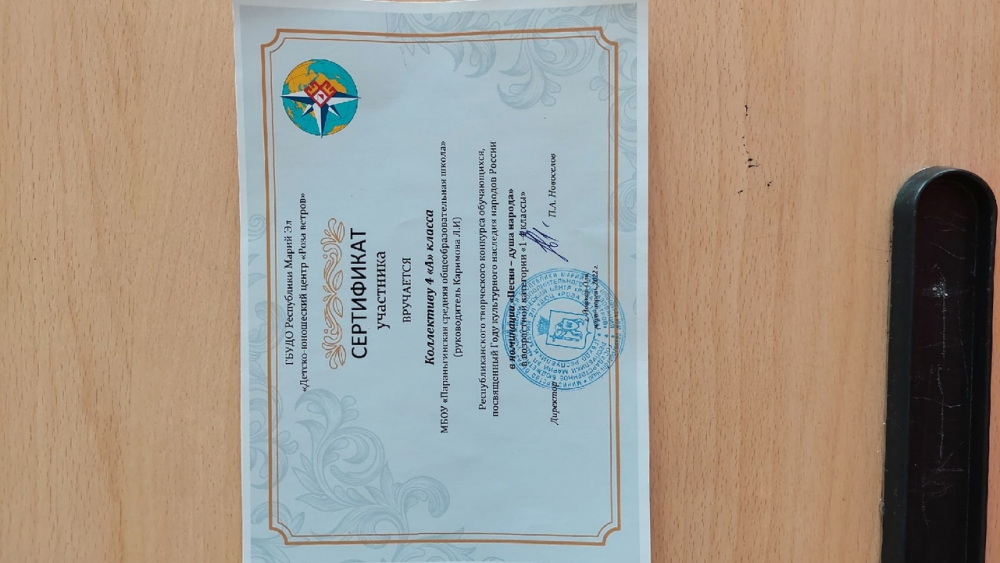 ГБУДО Республики Марий Эл
«Детско-юношеский центр «Роза ветров»
СЕРТИФИКАТ
участника
ВРУЧАЕТСЯ
Коллективу 4 «А» класса
МБОУ «Параньгинская средняя общеобразовательная школа»
(руководитель Каримова Л.И)
Республиканского творческого конкурса обучающихся,
посвященный Году культурного наследия народов России
в номинации «Песня – душа народа»
в возрастной категории «1 -4 классы»
Директор П.А. Новоселов
2022 г.